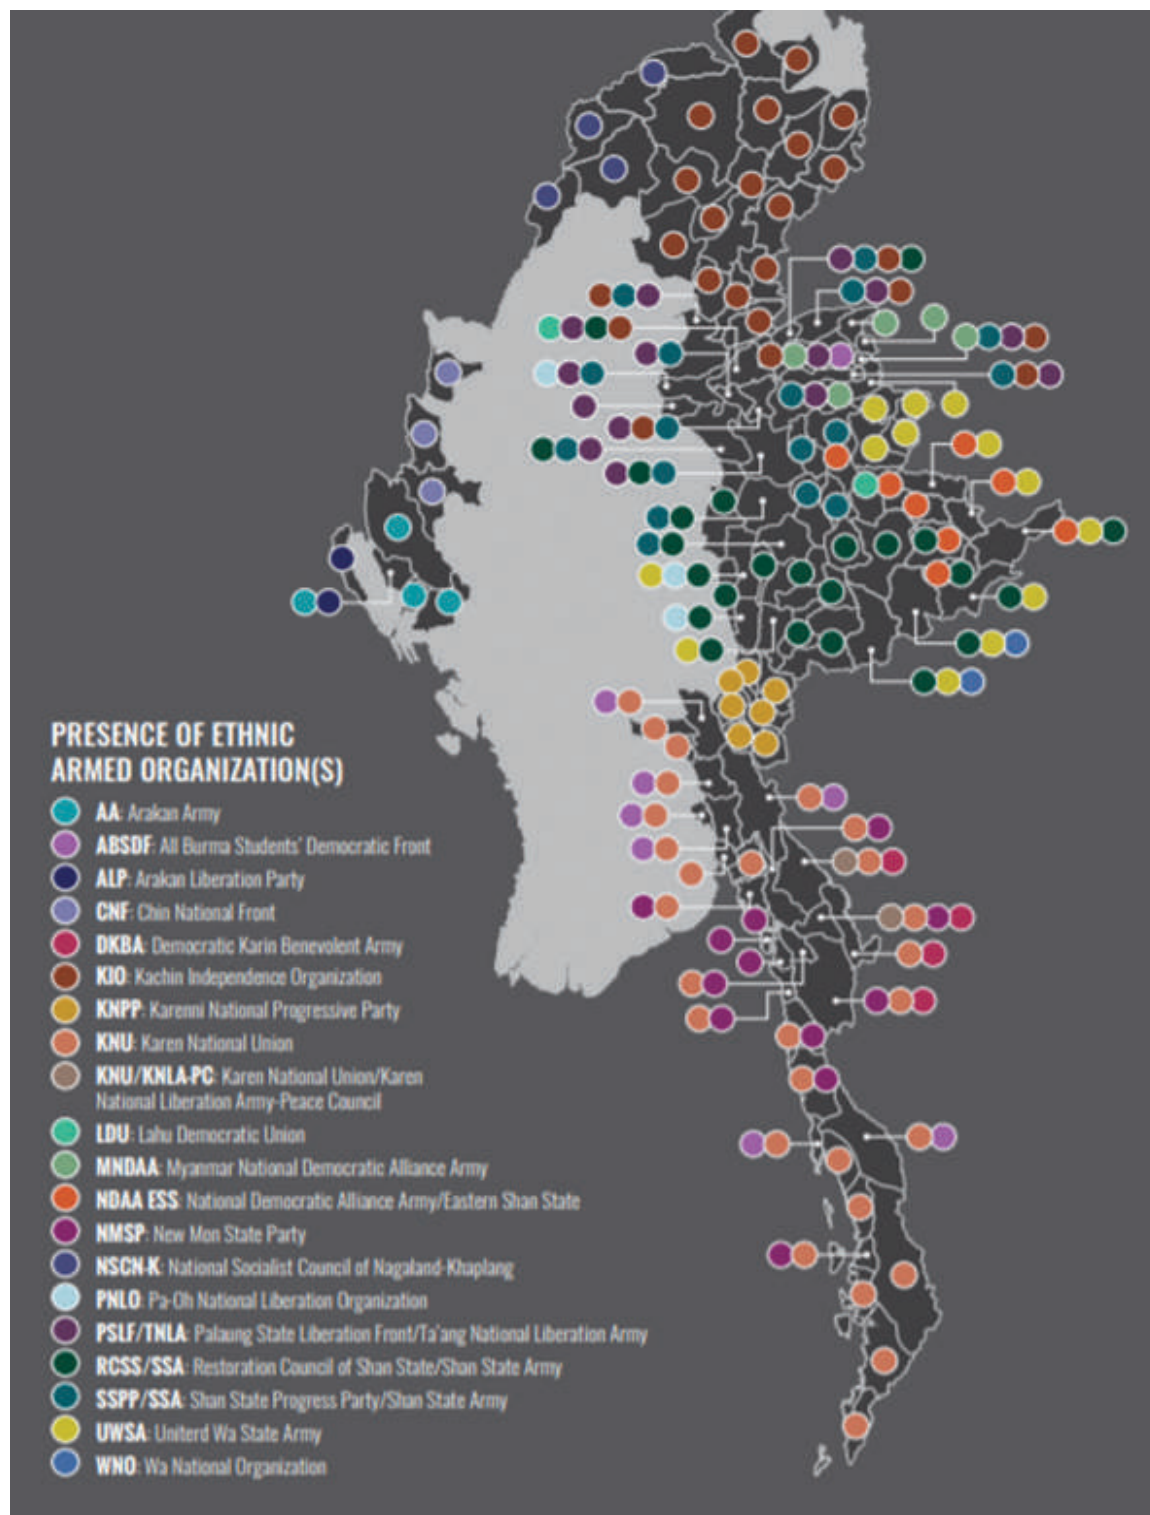 PRESENCE OF ETHNIC
ARMED ORGANIZATION(S)
AA: Arakan Army
ABSDF: All Burma Students' Democratic Front
ALP: Arakan Liberation Party
CNF: Chin National Front
DKBA: Democratic Karin Benevolent Army
KIO: Kachin Independence Organization
KNPP: Karenni National Progressive Party
KNU: Karen National Union
KNU/KNLA-PC: Karen National Union/Karen
National Liberation Army-Peace Council
LDU: Lahu Democratic Union
MNDAA: Myanmar National Democratic Alliance Army
NDAA ESS: National Democratic Alliance Army/Eastern Shan State
NMSP: New Mon State Party
NSCN-K: National Socialist Council of Nagaland-Khaplang
PNLO: Pa-Oh National Liberation Organization
PSLF/TNLA: Palaung State Liberation Front/Ta'ang National Liberation Army
RCSS/SSA: Restoration Council of Shan State/Shan State Army
SSPP/SSA: Shan State Progress Party/Shan State Army
UWSA: Uniterd Wa State Army
WNO: Wa National Organization